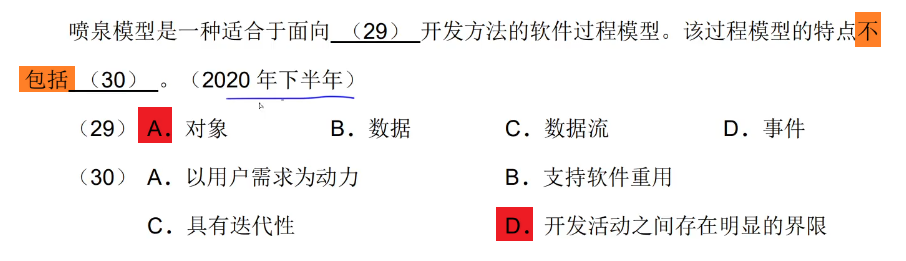 喷泉模型是一种适合于面向 （29） 开发方法的软件过程模型。该过程模型的特点不
包括 （30） 。（2020 年下半年）
（29） A．对象 B．数据 C．数据流 D．事件
（30） A．以用户需求为动力 B．支持软件重用
C．具有迭代性 D．开发活动之间存在明显的界限